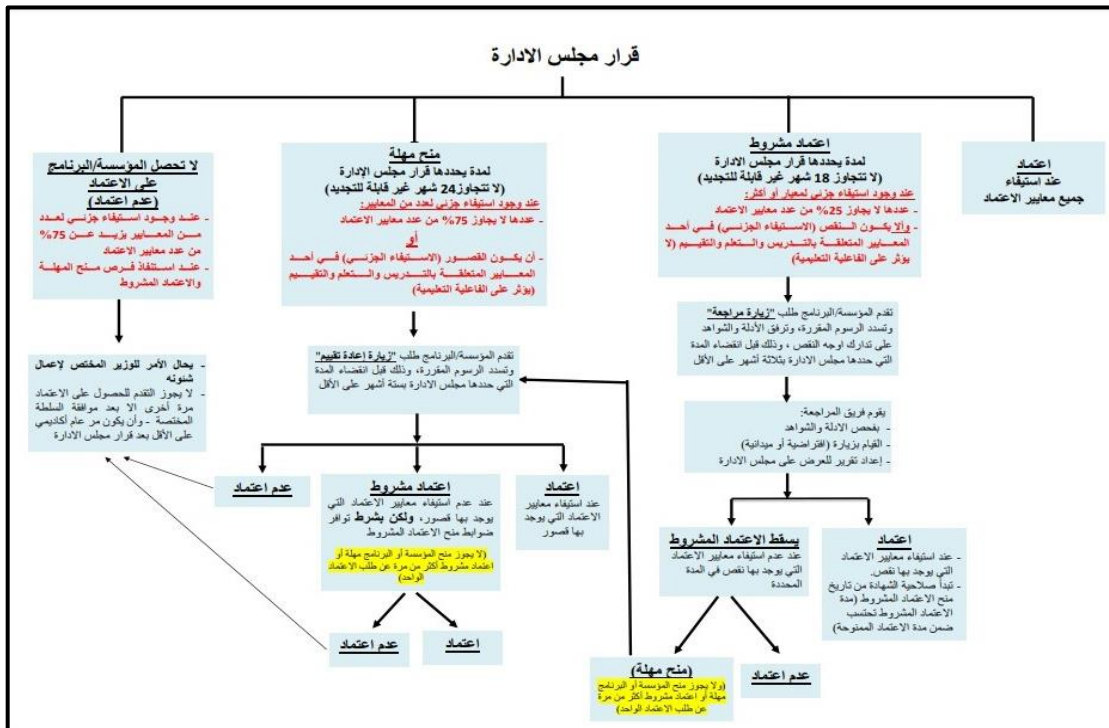 قرار مجلس الادارة
اعتماد
عند استيفاء
جميع معايير الاعتماد
اعتماد مشروط
لمدة يحددها قرار مجلس الادارة
(لا تتجاوز 18 شهر غير قابلة للتجديد)
عند وجود استيفاء جزئي لمعيار أو أكثر:
- عددها لا يجاوز 25% من عدد معايير الاعتماد
- وألا يكون النقص (الاستيفاء الجزئي) في أحد
المعايير المتعلقة بالتدريس والتعلم والتقييم (لا
يؤثر على الفاعلية التعليمية)
منح مهلة
لمدة يحددها قرار مجلس الإدارة
(لا تتجاوز24 شهر غير قابلة للتجديد)
عند وجود استيفاء جزئي لعدد من المعايير:
- عددها لا يجاوز 75% من عدد معايير الاعتماد
أو
- أن يكون القصور (الاستيفاء الجزئي) في أحد
المعايير المتعلقة بالتدريس والتعلم والتقييم
(يؤثر على الفاعلية التعليمية)
لا تحصل المؤسسة/البرنامج
على الاعتماد
(عدم اعتماد)
- عند وجود استيفاء جزئي لعدد
من المعايير يزيد عن 75%
من عدد معايير الاعتماد
- عند استنفاذ فرص منح المهلة
والاعتماد المشروط
تقدم المؤسسة/البرنامج طلب "زيارة مراجعة"
وتسدد الرسوم المقررة، وترفق الأدلة والشواهد
على تدارك اوجه النقص ، وذلك قبل انقضاء المدة
التي حددها مجلس الادارة بثلاثة أشهر على الأقل
تقدم المؤسسة/البرنامج طلب "زيارة إعادة تقييم"
وتسدد الرسوم المقررة، وذلك قبل انقضاء المدة
التي حددها مجلس الادارة بستة أشهر على الأقل
- يحال الأمر للوزير المختص لإعمال
شئونه
- لا يجوز التقدم للحصول على الاعتماد
مرة أخرى الا بعد موافقة السلطة
المختصة - وأن يكون مر عام أكاديمي
على الأقل بعد قرار مجلس الادارة
يقوم فريق المراجعة:
- بفحص الادلة والشواهد
- القيام بزيارة (افتراضية أو ميدانية)
- إعداد تقرير للعرض على مجلس الادارة
اعتماد
عند استيفاء معايير
الاعتماد التي يوجد
بها قصور
اعتماد مشروط
عند عدم استيفاء معايير الاعتماد التي
يوجد بها قصور، ولكن بشرط توافر
ضوابط منح الاعتماد المشروط
(لا يجوز منح المؤسسة أو البرنامج مهلة أو
اعتماد مشروط أكثر من مرة عن طلب الاعتماد
الواحد)
عدم اعتماد
اعتماد
- عند استيفاء معايير الاعتماد
التي يوجد بها نقص.
- تبدأ صلاحية الشهادة من تاريخ
منح الاعتماد المشروط (مدة
الاعتماد المشروط تحتسب
ضمن مدة الاعتماد الممنوحة)
يسقط الاعتماد المشروط
عند عدم استيفاء معايير الاعتماد
التي يوجد بها نقص في المدة
المحددة
اعتماد
عدم اعتماد
عدم اعتماد
(منح مهلة)
(ولا يجوز منح المؤسسة أو البرنامج
مهلة أو اعتماد مشروط أكثر من مرة
عن طلب الاعتماد الواحد)